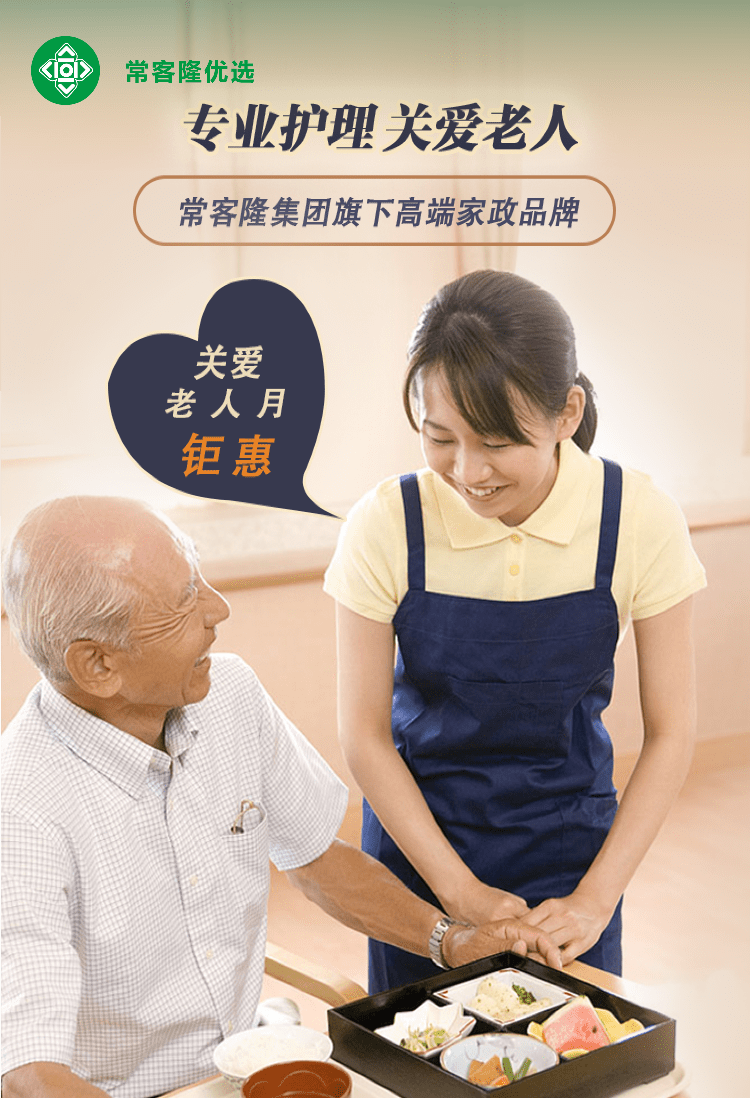 常客隆优选
专业护理 关爱老人
常客隆集团旗下高端家政品牌
关爱
老人月
钜惠